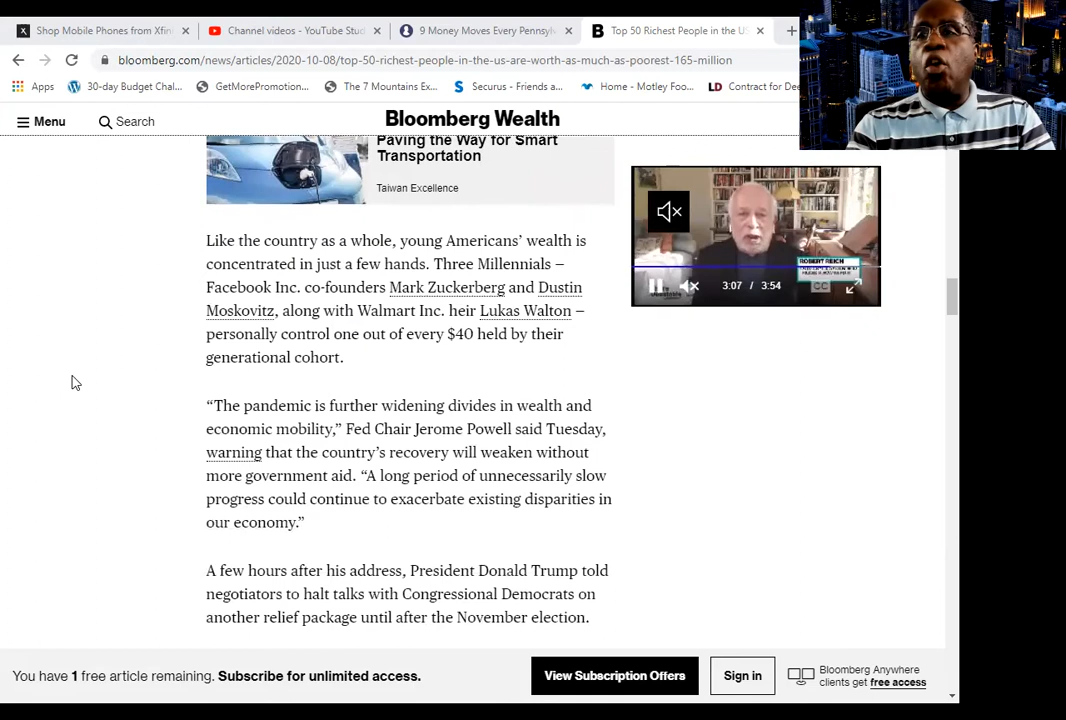 Shop Mobile Phones from Xfini
Channel videos - YouTube Stud
9 Money Moves Every Pennsylv
Top 50 Richest People in the US
bloomberg.com/news/articles/2020-10-08/top-50-richest-people-in-the-us-are-worth-as-much-as-poorest-165-million
Apps
30-day Budget Chal...
GetMorePromotion...
The 7 Mountains Ex...
Securus - Friends a...
Home - Motley Foo...
LD Contract for Dee
Menu
Search
Bloomberg Wealth
Paving the Way for Smart
Transportation
Taiwan Excellence
ROBERT REICH
3:07 / 3:54
CC
Like the country as a whole, young Americans’ wealth is
concentrated in just a few hands. Three Millennials –
Facebook Inc. co-founders Mark Zuckerberg and Dustin
Moskovitz, along with Walmart Inc. heir Lukas Walton –
personally control one out of every $40 held by their
generational cohort.
“The pandemic is further widening divides in wealth and
economic mobility,” Fed Chair Jerome Powell said Tuesday,
warning that the country’s recovery will weaken without
more government aid. “A long period of unnecessarily slow
progress could continue to exacerbate existing disparities in
our economy.”
A few hours after his address, President Donald Trump told
negotiators to halt talks with Congressional Democrats on
another relief package until after the November election.
You have 1 free article remaining. Subscribe for unlimited access.
View Subscription Offers
Sign in
Bloomberg Anywhere
clients get free access